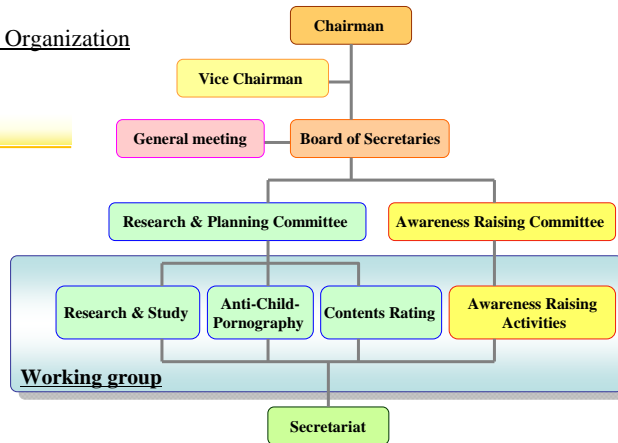 Organization
Chairman
Vice Chairman
General meeting
Board of Secretaries
Research & Planning Committee
Awareness Raising Committee
Research & Study
Anti-Child-
Pornography
Contents Rating
Awareness Raising
Activities
Working group
Secretariat